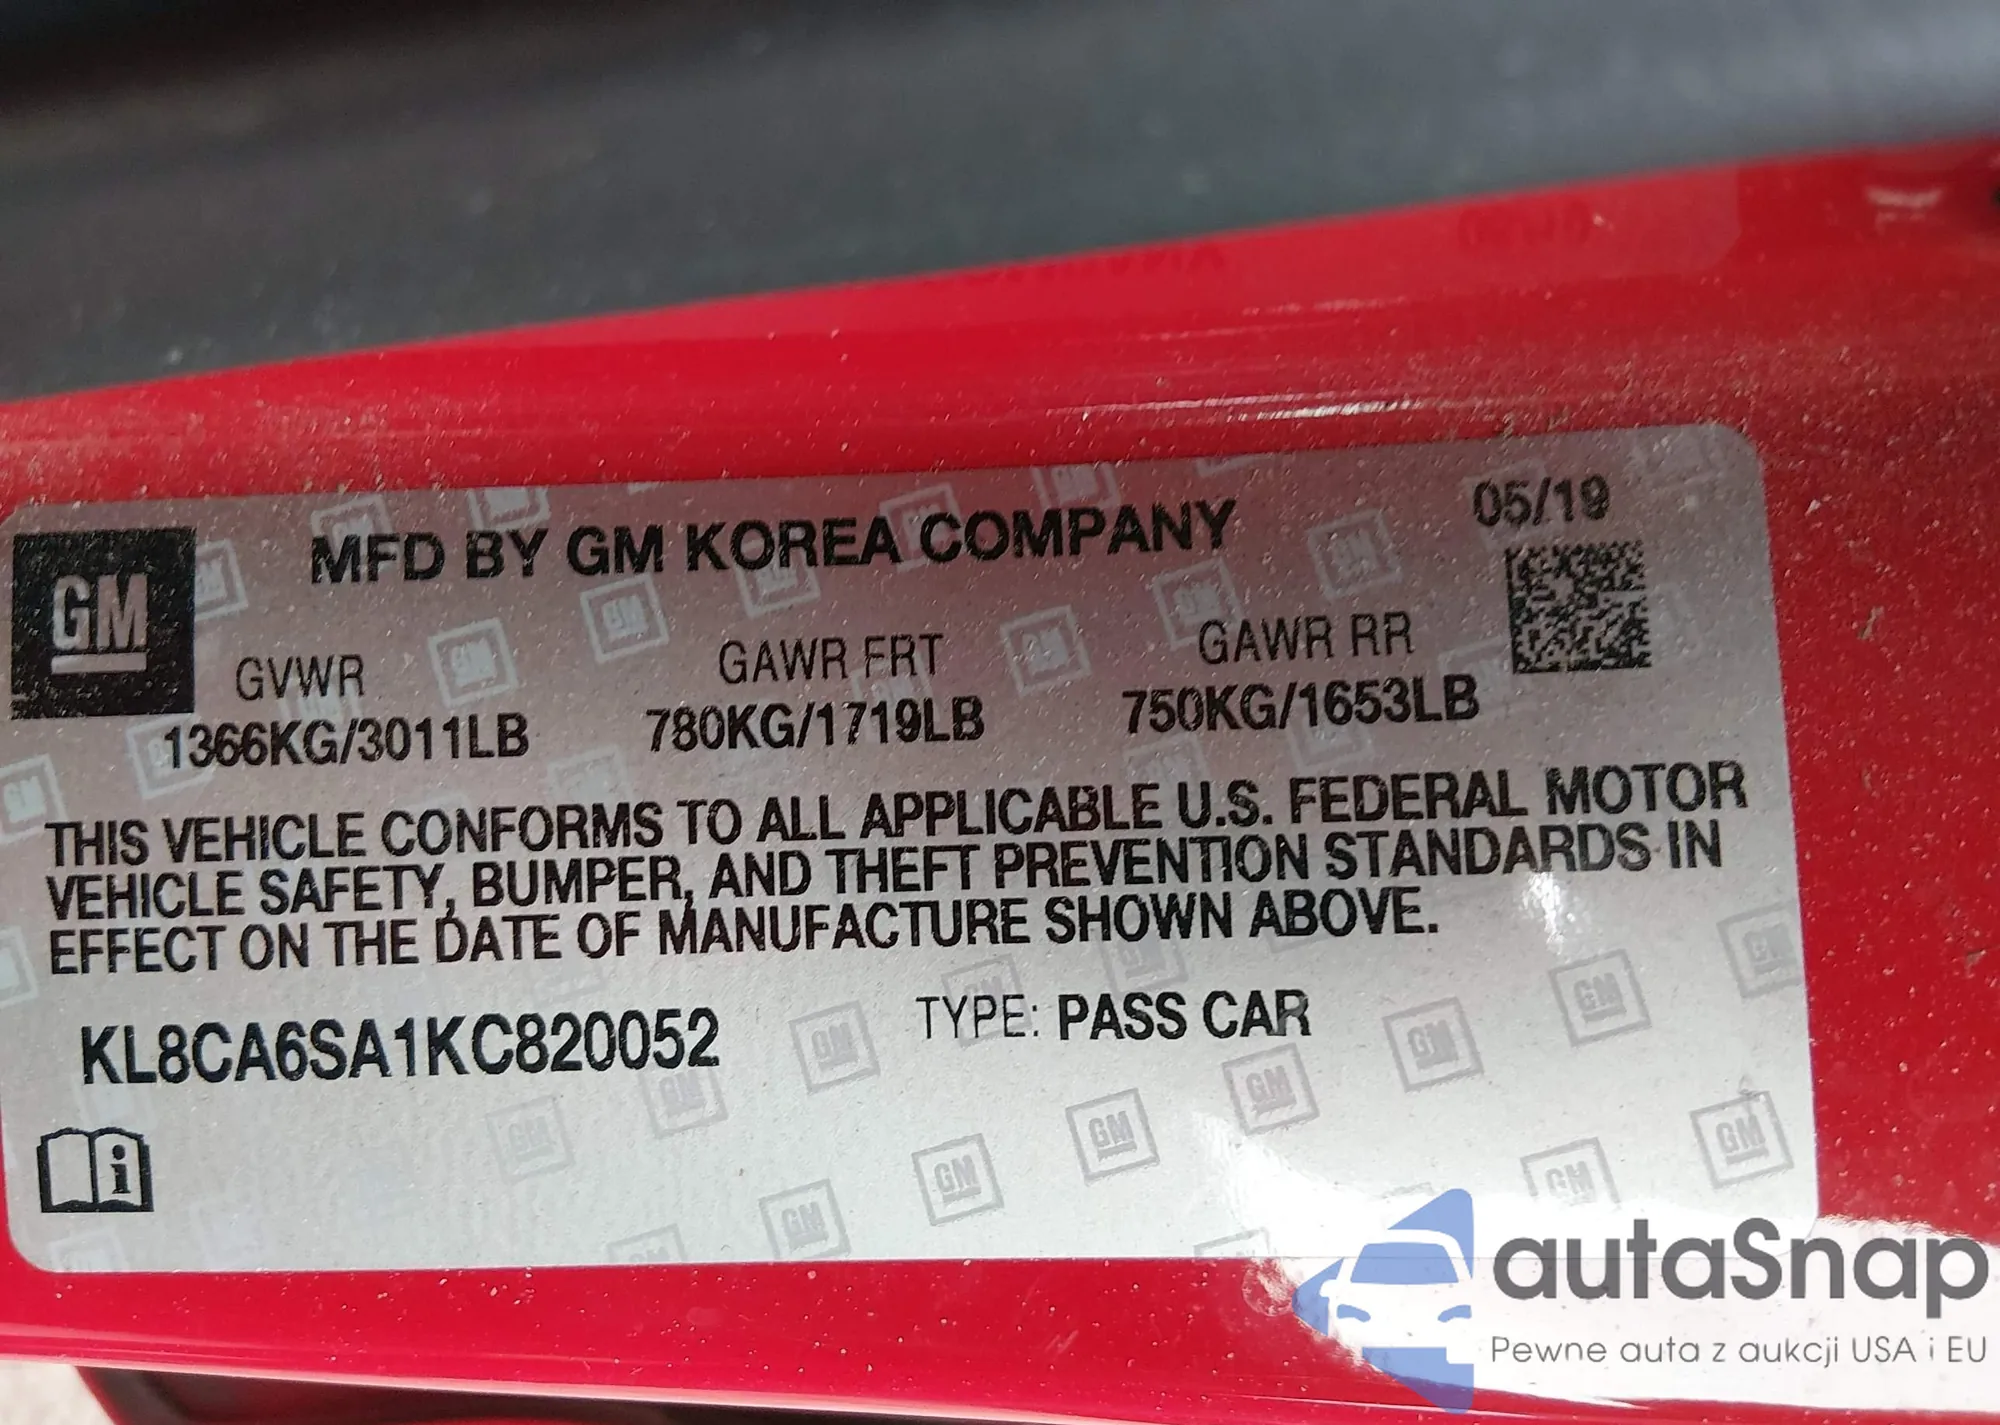 05/19
GM
MFD BY GM KOREA COMPANY
GVWR GAWR FRT GAWR RR
1366KG/3011LB 780KG/1719LB 750KG/1653LB
THIS VEHICLE CONFORMS TO ALL APPLICABLE U.S. FEDERAL MOTOR
VEHICLE SAFETY, BUMPER, AND THEFT PREVENTION STANDARDS IN
EFFECT ON THE DATE OF MANUFACTURE SHOWN ABOVE.
KL8CA6SA1KC820052 TYPE: PASS CAR
i
autaSnap
Pewne auta z aukcji USA i EU